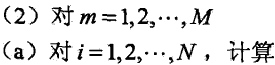 （2）对 m = 1,2,⋯,M
（a）对 i = 1,2,⋯,N ，计算